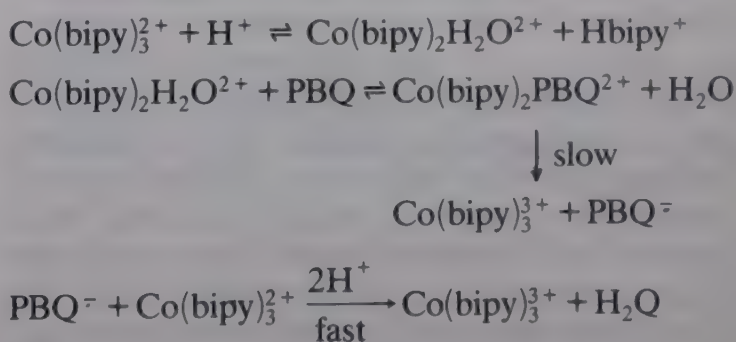 Co(bipy)₃²⁺ + H⁺ ⇌ Co(bipy)₂H₂O²⁺ + Hbipy⁺
Co(bipy)₂H₂O²⁺ + PBQ ⇌ Co(bipy)₂PBQ²⁺ + H₂O
↓ slow
Co(bipy)₃³⁺ + PBQ⨪
PBQ⨪ + Co(bipy)₃²⁺ —2H⁺→ Co(bipy)₃³⁺ + H₂Q
fast